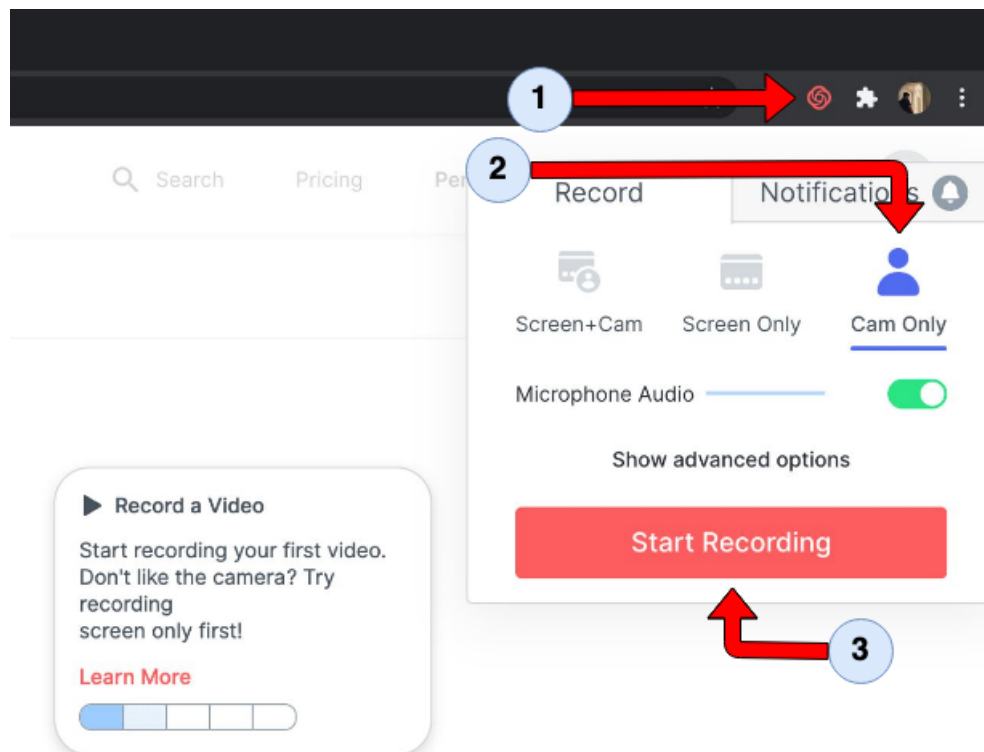 1
Search Pricing
2
Record Notifications
Screen+Cam Screen Only Cam Only
Microphone Audio
Show advanced options
Start Recording
3
Record a Video
Start recording your first video.
Don't like the camera? Try
recording
screen only first!
Learn More